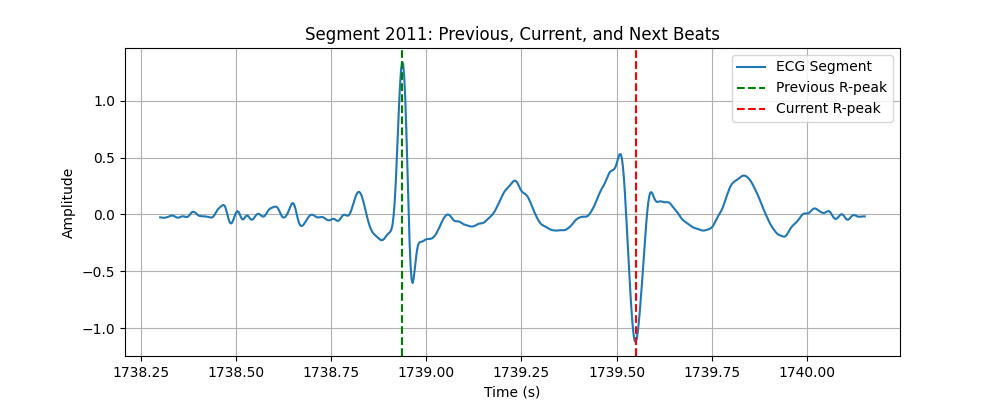 Segment 2011: Previous, Current, and Next Beats
ECG Segment
Previous R-peak
Current R-peak
Amplitude
1.0
0.5
0.0
−0.5
−1.0
1738.25 1738.50 1738.75 1739.00 1739.25 1739.50 1739.75 1740.00
Time (s)